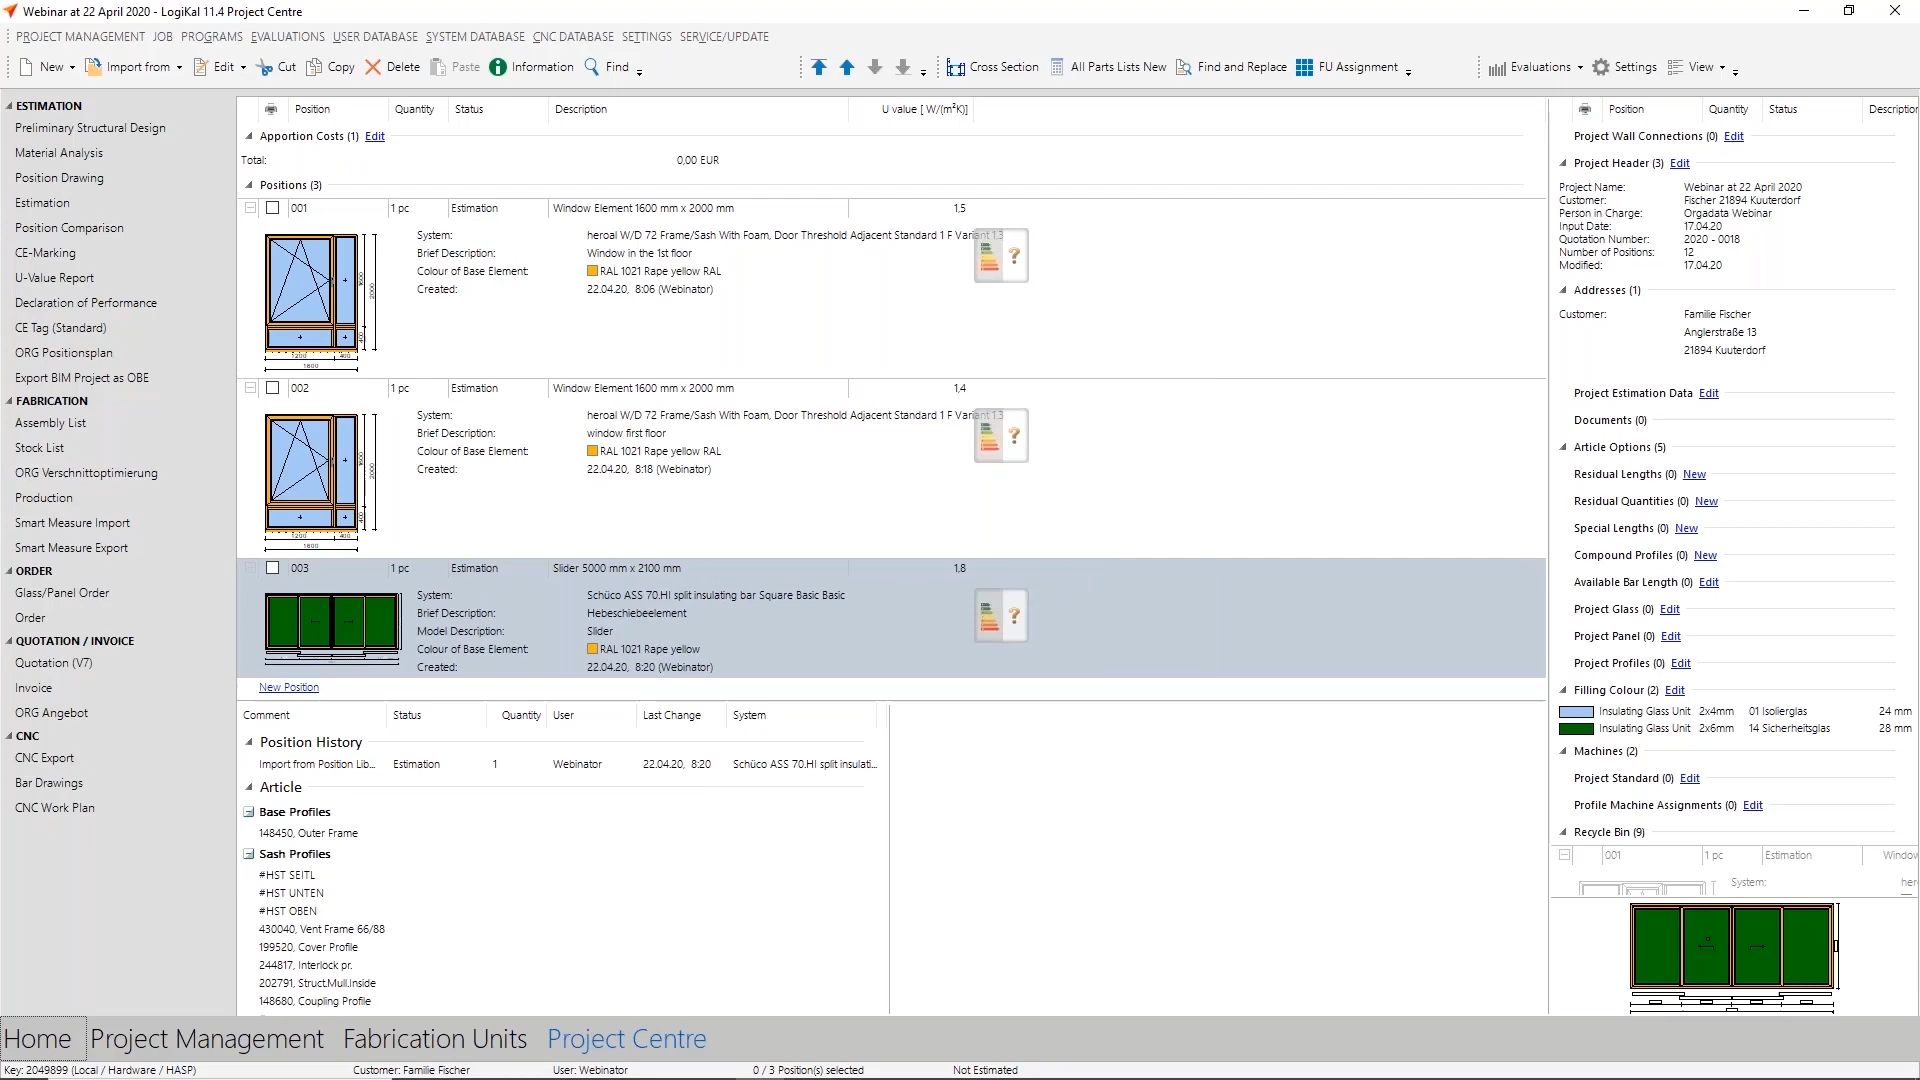 Webinar at 22 April 2020 - LogiKal 11.4 Project Centre
PROJECT MANAGEMENT JOB PROGRAMS EVALUATIONS USER DATABASE SYSTEM DATABASE CNC DATABASE SETTINGS SERVICE/UPDATE
New Import from Edit Cut Copy Delete Paste Information Find Cross Section All Parts Lists New Find and Replace FU Assignment Evaluations Settings View
ESTIMATION
Preliminary Structural Design
Material Analysis
Position Drawing
Estimation
Position Comparison
CE-Marking
U-Value Report
Declaration of Performance
CE Tag (Standard)
ORG Positionsplan
Export BIM Project as OBE
FABRICATION
Assembly List
Stock List
ORG Verschnittoptimierung
Production
Smart Measure Import
Smart Measure Export
ORDER
Glass/Panel Order
Order
QUOTATION / INVOICE
Quotation (V7)
Invoice
ORG Angebot
CNC
CNC Export
Bar Drawings
CNC Work Plan
Position Quantity Status Description U value [ W/(m²K)]
Apportion Costs (1) Edit
Total: 0,00 EUR
Positions (3)
001 1 pc Estimation Window Element 1600 mm x 2000 mm 1,5
System: heroal W/D 72 Frame/Sash With Foam, Door Threshold Adjacent Standard 1 F Variant 1.3
Brief Description: Window in the 1st floor
Colour of Base Element: RAL 1021 Rape yellow RAL
Created: 22.04.20, 8:06 (Webinator)
?
1600
400
2000
1200 400
1600
002 1 pc Estimation Window Element 1600 mm x 2000 mm 1,4
System: heroal W/D 72 Frame/Sash With Foam, Door Threshold Adjacent Standard 1 F Variant 1.3
Brief Description: window first floor
Colour of Base Element: RAL 1021 Rape yellow RAL
Created: 22.04.20, 8:18 (Webinator)
?
1600
400
2000
1200 400
1600
003 1 pc Estimation Slider 5000 mm x 2100 mm 1,8
System: Schüco ASS 70.HI split insulating bar Square Basic Basic
Brief Description: Hebeschiebeelement
Model Description: Slider
Colour of Base Element: RAL 1021 Rape yellow
Created: 22.04.20, 8:20 (Webinator)
?
New Position
Comment Status Quantity User Last Change System
Position History
Import from Position Lib... Estimation 1 Webinator 22.04.20, 8:20 Schüco ASS 70.HI split insulati...
Article
Base Profiles
148450, Outer Frame
Sash Profiles
#HST SEITL
#HST UNTEN
#HST OBEN
430040, Vent Frame 66/88
199520, Cover Profile
244817, Interlock pr.
202791, Struct.Mull.Inside
148680, Coupling Profile
Position Quantity Status Descriptior
Project Wall Connections (0) Edit
Project Header (3) Edit
Project Name: Webinar at 22 April 2020
Customer: Fischer 21894 Kuuterdorf
Person in Charge: Orgadata Webinar
Input Date: 17.04.20
Quotation Number: 2020 - 0018
Number of Positions: 12
Modified: 17.04.20
Addresses (1)
Customer: Familie Fischer
Anglerstraße 13
21894 Kuuterdorf
Project Estimation Data Edit
Documents (0)
Article Options (5)
Residual Lengths (0) New
Residual Quantities (0) New
Special Lengths (0) New
Compound Profiles (0) New
Available Bar Length (0) Edit
Project Glass (0) Edit
Project Panel (0) Edit
Project Profiles (0) Edit
Filling Colour (2) Edit
Insulating Glass Unit 2x4mm 01 Isolierglas 24 mm
Insulating Glass Unit 2x6mm 14 Sicherheitsglas 28 mm
Machines (2)
Project Standard (0) Edit
Profile Machine Assignments (0) Edit
Recycle Bin (9)
001 1 pc Estimation Window
System: her
Home Project Management Fabrication Units Project Centre
Key: 2049899 (Local / Hardware / HASP) Customer: Familie Fischer User: Webinator 0 / 3 Position(s) selected Not Estimated